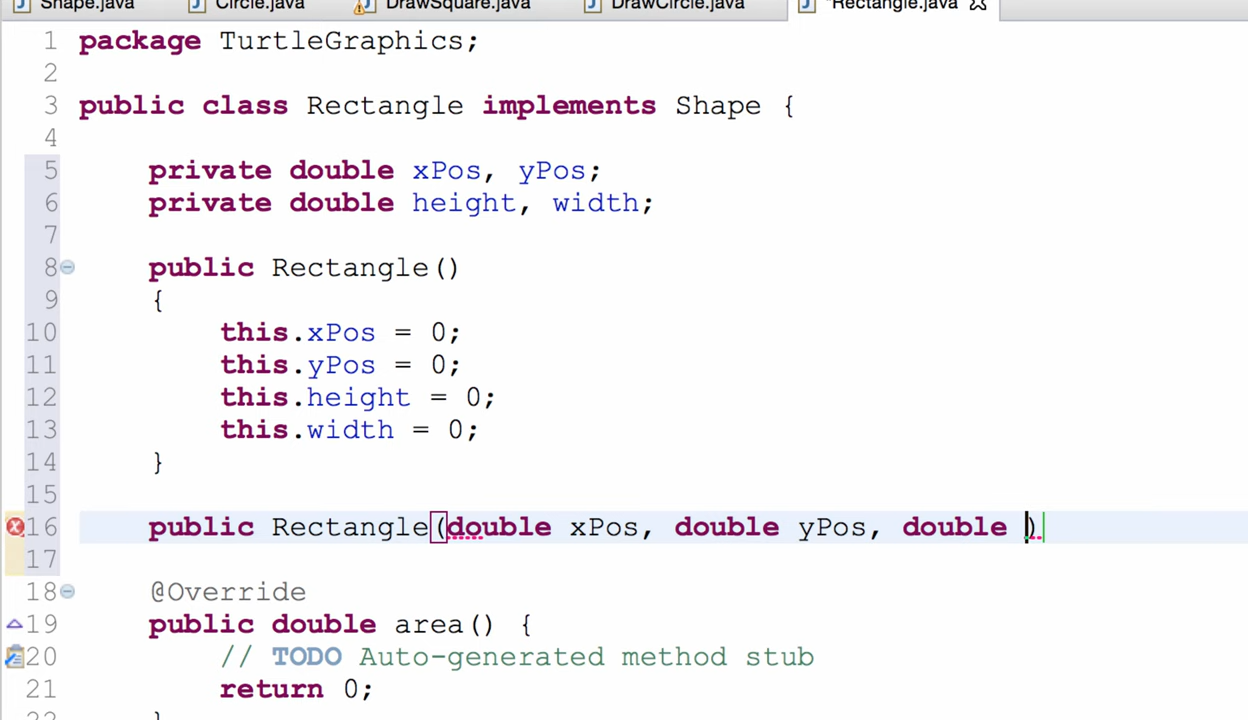 Shape.java Circle.java DrawSquare.java DrawCircle.java *Rectangle.java
1 package TurtleGraphics;
2
3 public class Rectangle implements Shape {
4
5 private double xPos, yPos;
6 private double height, width;
7
8 public Rectangle()
9 {
10 this.xPos = 0;
11 this.yPos = 0;
12 this.height = 0;
13 this.width = 0;
14 }
15
16 public Rectangle(double xPos, double yPos, double )
17
18 @Override
19 public double area() {
20 // TODO Auto-generated method stub
21 return 0;
22 }